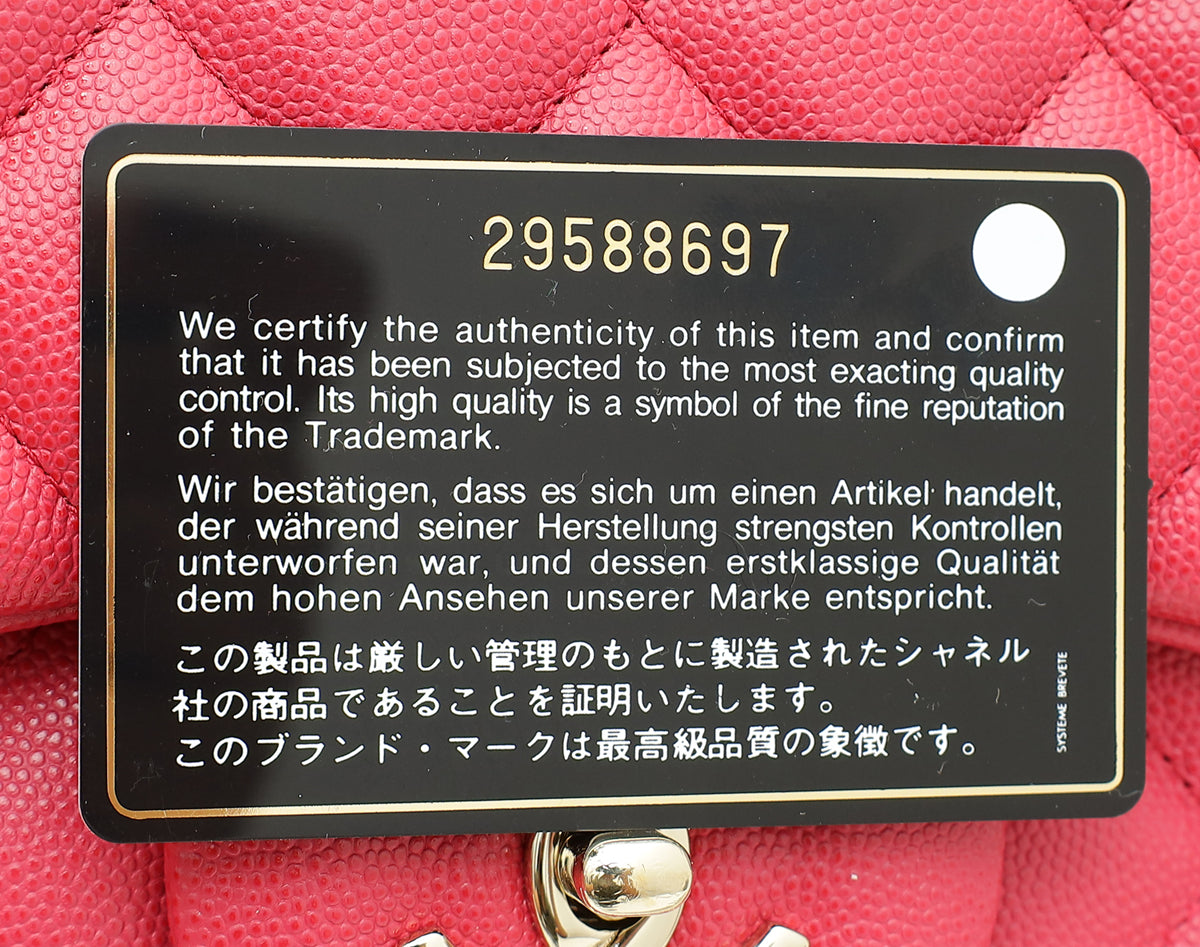 29588697
We certify the authenticity of this item and confirm
that it has been subjected to the most exacting quality
control. Its high quality is a symbol of the fine reputation
of the Trademark.
Wir bestätigen, dass es sich um einen Artikel handelt,
der während seiner Herstellung strengsten Kontrollen
unterworfen war, und dessen erstklassige Qualität
dem hohen Ansehen unserer Marke entspricht.
この製品は厳しい管理のもとに製造されたシャネル
社の商品であることを証明いたします。
このブランド・マークは最高級品質の象徴です。
SYSTEME BREVETE